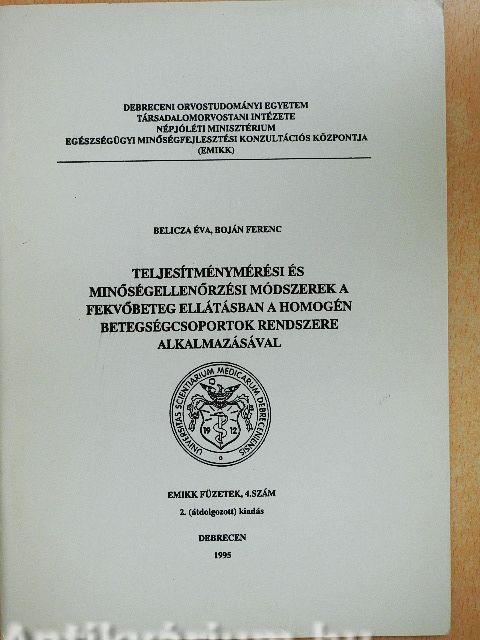 DEBRECENI ORVOSTUDOMÁNYI EGYETEM
TÁRSADALOMORVOSTANI INTÉZETE
NÉPJÓLÉTI MINISZTÉRIUM
EGÉSZSÉGÜGYI MINŐSÉGFEJLESZTÉSI KONZULTÁCIÓS KÖZPONTJA
(EMIKK)
BELICZA ÉVA, BOJÁN FERENC
TELJESÍTMÉNYMÉRÉSI ÉS
MINŐSÉGELLENŐRZÉSI MÓDSZEREK A
FEKVŐBETEG ELLÁTÁSBAN A HOMOGÉN
BETEGSÉGCSOPORTOK RENDSZERE
ALKALMAZÁSÁVAL
UNIVERSITAS SCIENTIARUM MEDICARUM DEBRECENIENSIS
19 12
EMIKK FÜZETEK, 4.SZÁM
2. (átdolgozott) kiadás
DEBRECEN
1995
Antikvárium.hu